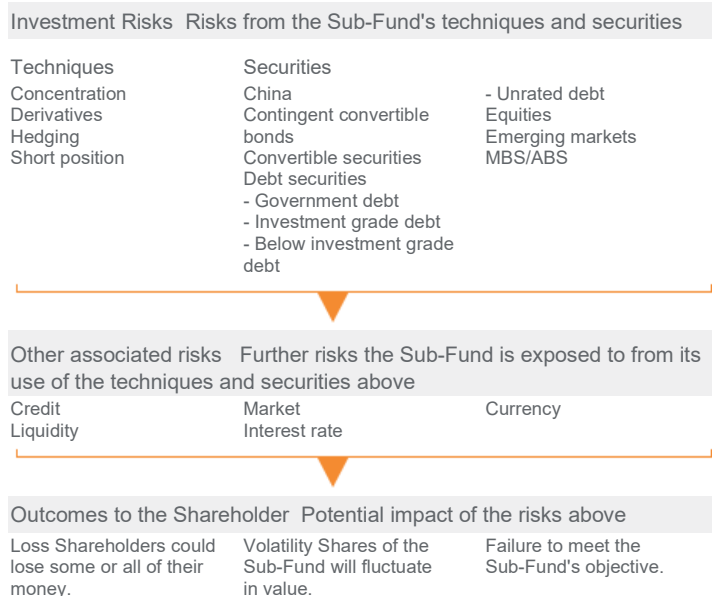 Investment Risks  Risks from the Sub-Fund's techniques and securities
Techniques
Concentration
Derivatives
Hedging
Short position
Securities
China
Contingent convertible
bonds
Convertible securities
Debt securities
- Government debt
- Investment grade debt
- Below investment grade
debt
- Unrated debt
Equities
Emerging markets
MBS/ABS
Other associated risks  Further risks the Sub-Fund is exposed to from its
use of the techniques and securities above
Credit
Liquidity
Market
Interest rate
Currency
Outcomes to the Shareholder  Potential impact of the risks above
Loss Shareholders could
lose some or all of their
money.
Volatility Shares of the
Sub-Fund will fluctuate
in value.
Failure to meet the
Sub-Fund's objective.